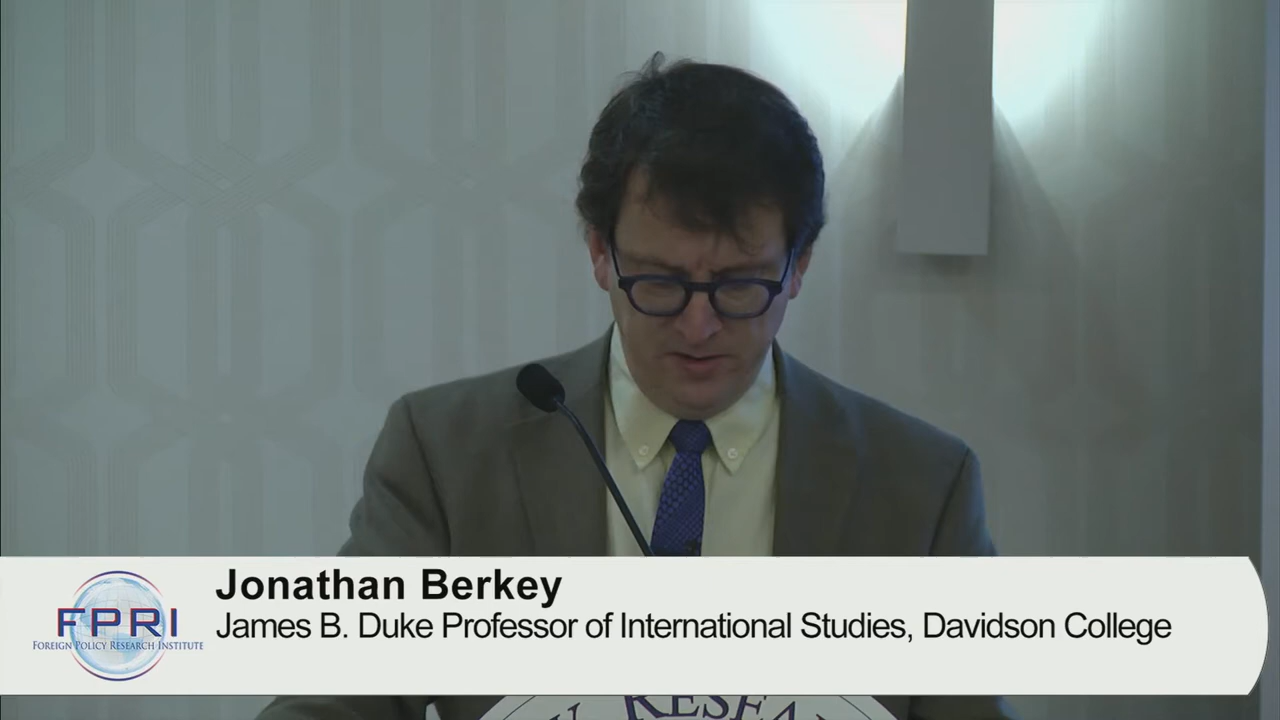 Jonathan Berkey
James B. Duke Professor of International Studies, Davidson College
FPRI
FOREIGN POLICY RESEARCH INSTITUTE